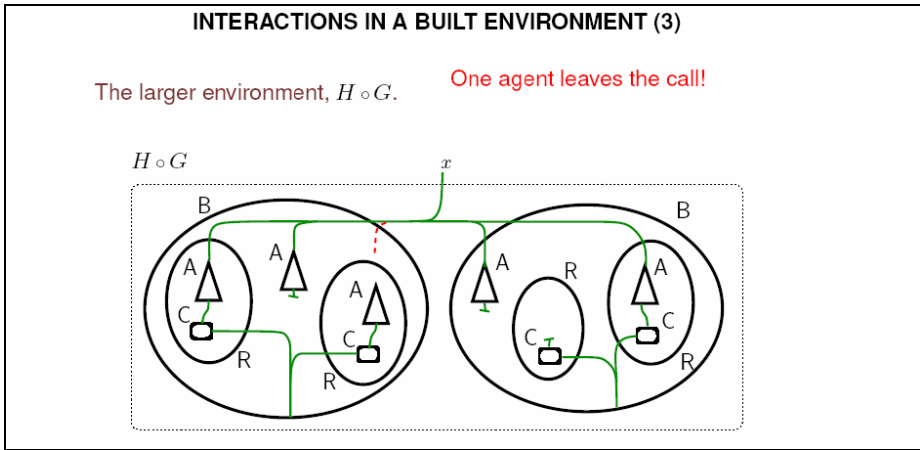 INTERACTIONS IN A BUILT ENVIRONMENT (3)
One agent leaves the call!
The larger environment, H ∘ G.
H ∘ G
x
B
B
A
A
A
A
A
R
C
C
C
C
R
R
R